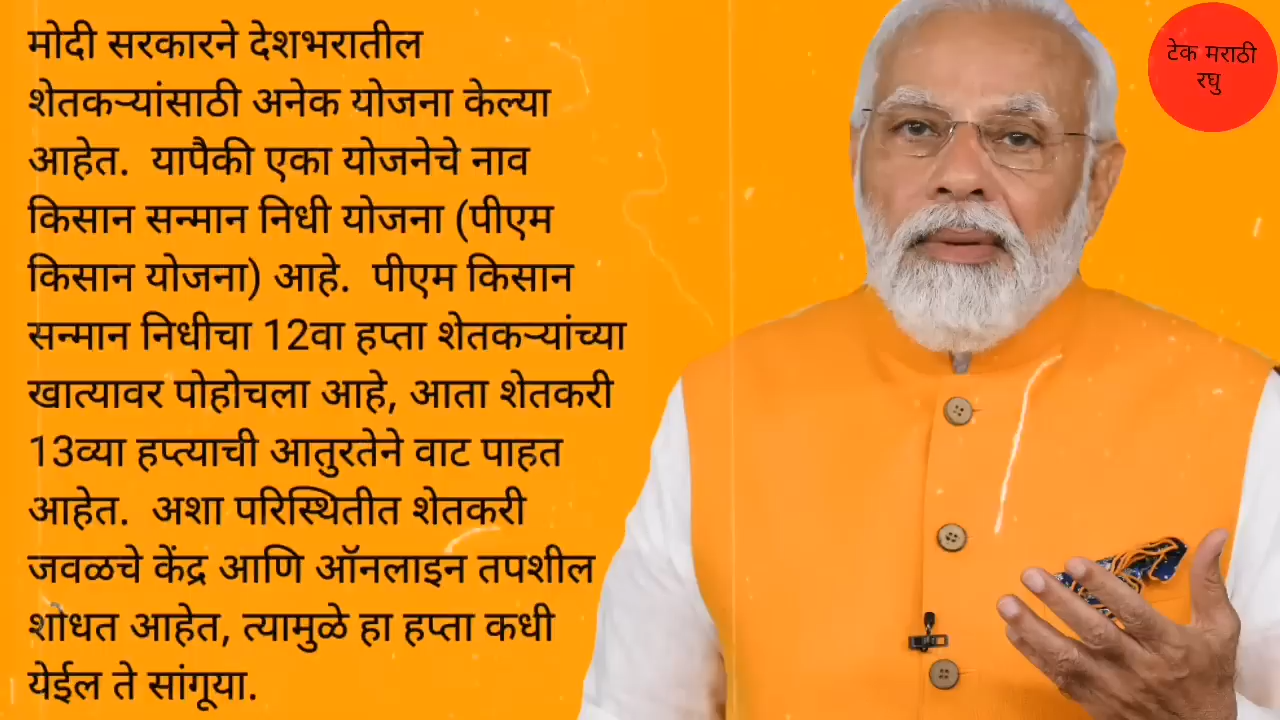 मोदी सरकारने देशभरातील
शेतकऱ्यांसाठी अनेक योजना केल्या
आहेत.  यापैकी एका योजनेचे नाव
किसान सन्मान निधी योजना (पीएम
किसान योजना) आहे.  पीएम किसान
सन्मान निधीचा 12वा हप्ता शेतकऱ्यांच्या
खात्यावर पोहोचला आहे, आता शेतकरी
13व्या हप्त्याची आतुरतेने वाट पाहत
आहेत.  अशा परिस्थितीत शेतकरी
जवळचे केंद्र आणि ऑनलाइन तपशील
शोधत आहेत, त्यामुळे हा हप्ता कधी
येईल ते सांगूया.
टेक मराठी
रघु